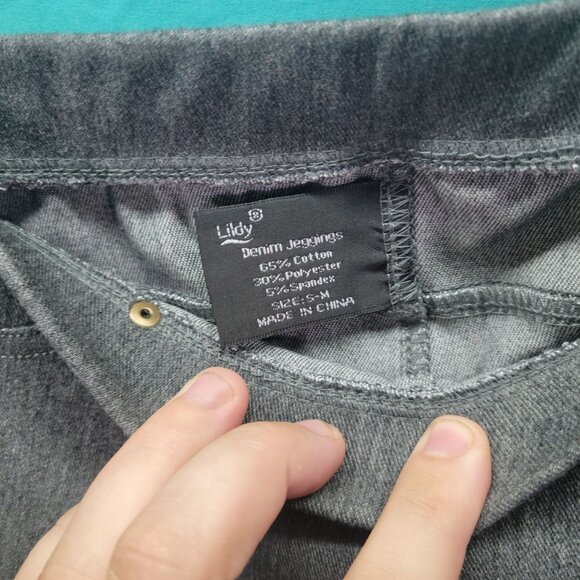 Lildy®
Denim Jeggings
65% Cotton
30% Polyester
5% Spandex
SIZE: S-M
MADE IN CHINA